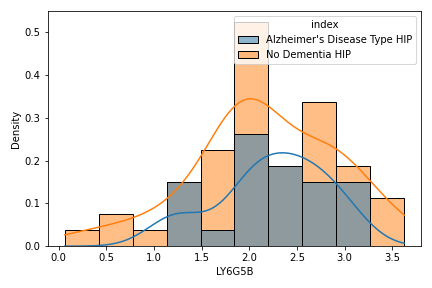 index
Alzheimer's Disease Type HIP
No Dementia HIP
Density
0.5
0.4
0.3
0.2
0.1
0.0
0.0 0.5 1.0 1.5 2.0 2.5 3.0 3.5
LY6G5B